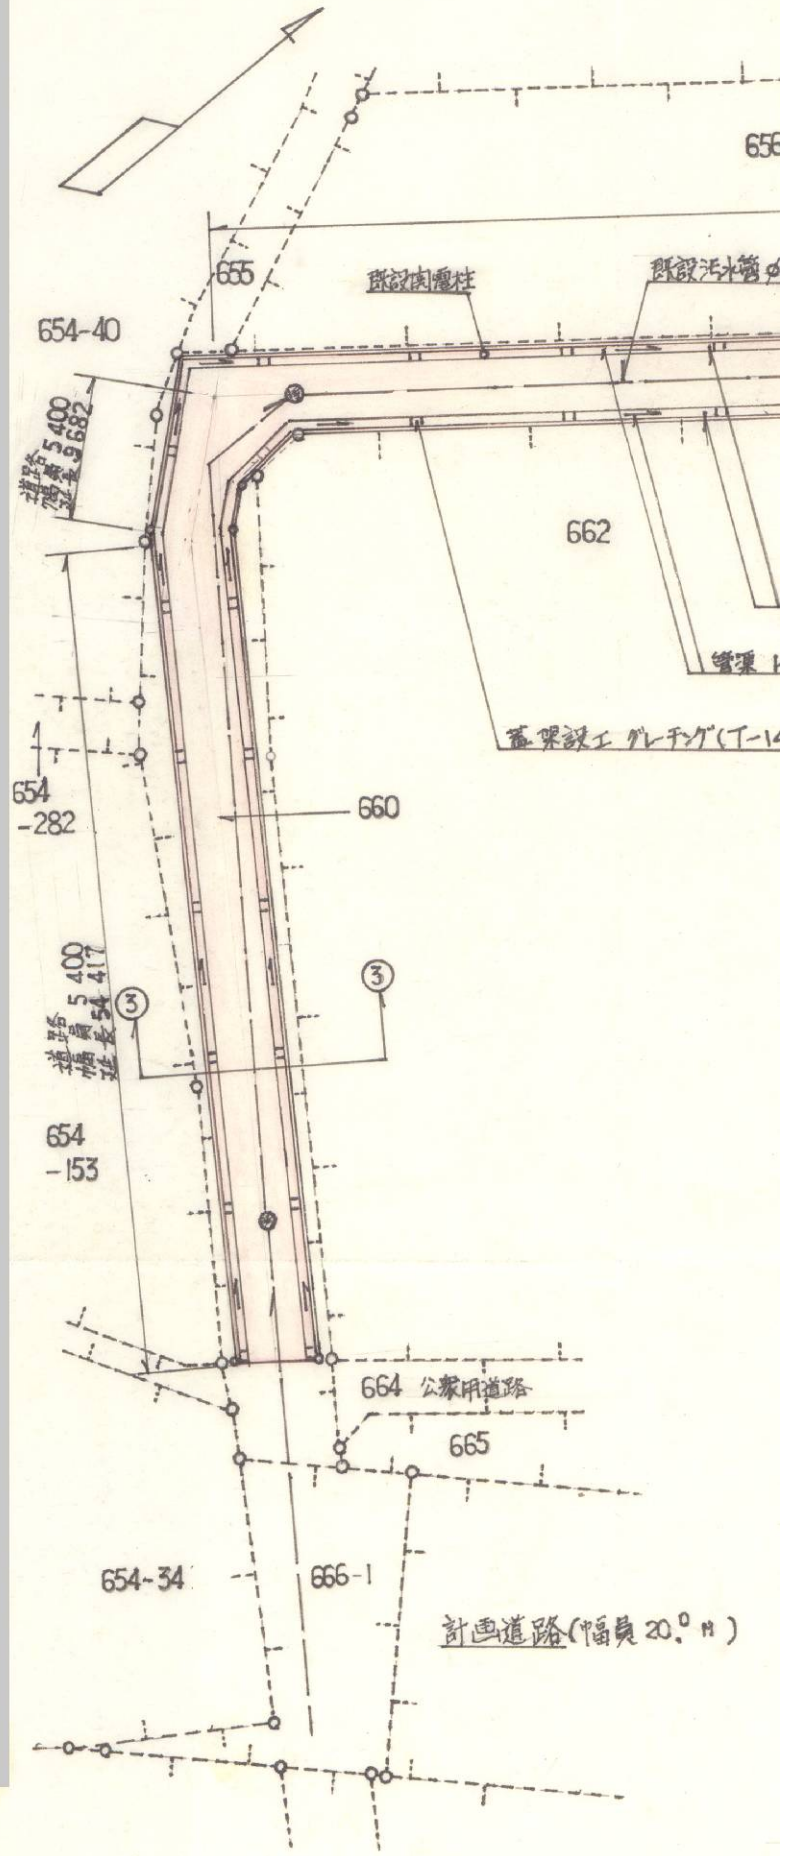 656
655
既設関電柱
既設汚水管 φ
654-40
道路
幅員 5 400
延長 9 682
662
管渠
蓋架設工 グレーチング(T-14
654
-282
660
道路
幅員 5 400
延長 54 417
3
3
654
-153
664 公衆用道路
665
654-34
666-1
計画道路(幅員 20.0 M)